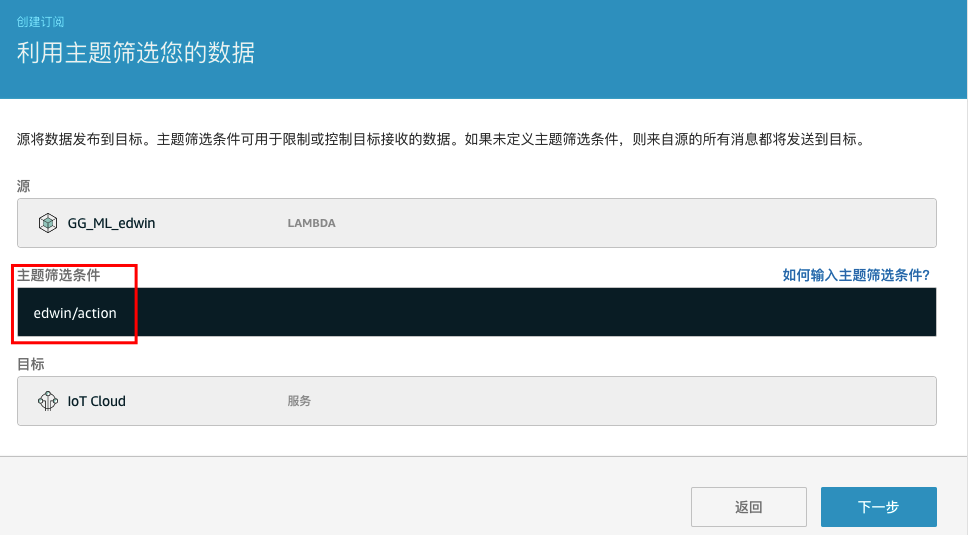 创建订阅
利用主题筛选您的数据
源将数据发布到目标。主题筛选条件可用于限制或控制目标接收的数据。如果未定义主题筛选条件，则来自源的所有消息都将发送到目标。
源
GG_ML_edwin LAMBDA
主题筛选条件 如何输入主题筛选条件?
edwin/action
目标
IoT Cloud 服务
返回 下一步